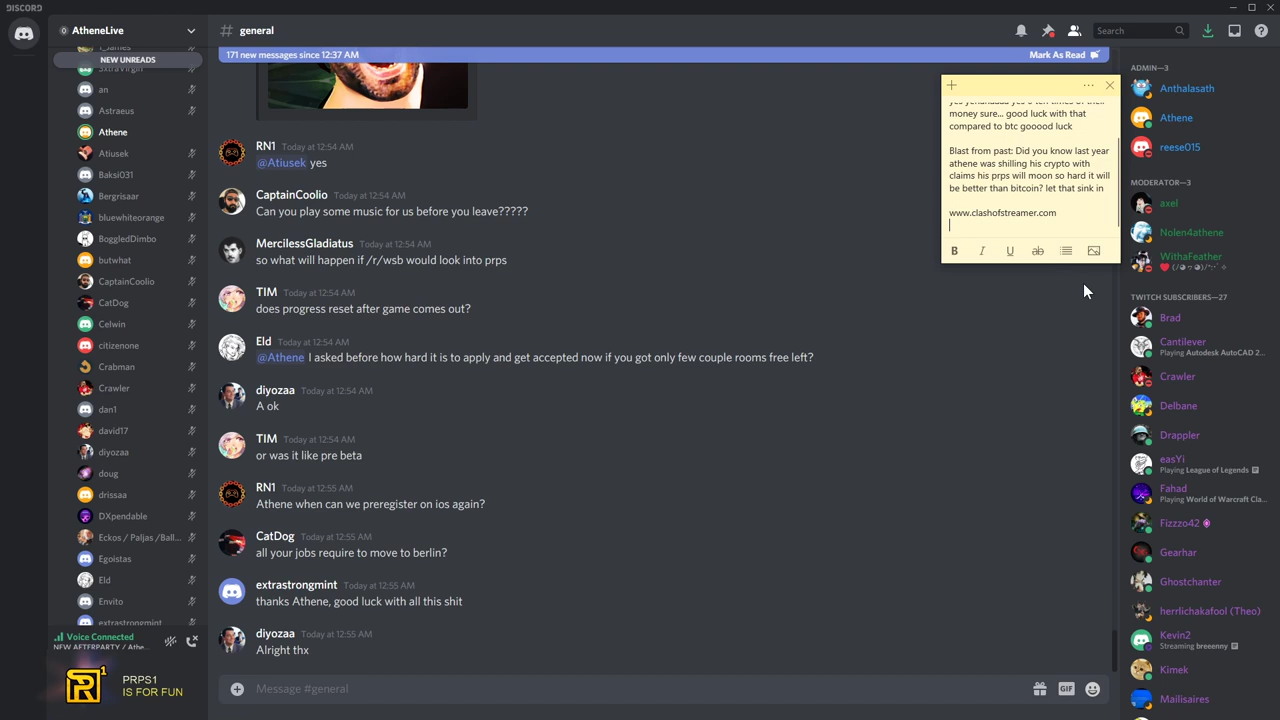 DISCORD
AtheneLive
# general
Search
171 new messages since 12:37 AM
Mark As Read
T_James
NEW UNREADS
3xtraVirgin
an
Astraeus
Athene
Atiusek
Baksi031
Bergrisaar
bluewhiteorange
BoggledDimbo
butwhat
CaptainCoolio
CatDog
Celwin
citizenone
Crabman
Crawler
dan1
david17
diyozaa
doug
drissaa
DXpendable
Eckos / Paljas /Ball...
Egoistas
Eld
Envito
extrastrongmint
Voice Connected
NEW AFTERPARTY / Athe...
PRPS1
IS FOR FUN
RN1 Today at 12:54 AM
@Atiusek yes
CaptainCoolio Today at 12:54 AM
Can you play some music for us before you leave?????
MercilessGladiatus Today at 12:54 AM
so what will happen if /r/wsb would look into prps
TIM Today at 12:54 AM
does progress reset after game comes out?
Eld Today at 12:54 AM
@Athene I asked before how hard it is to apply and get accepted now if you got only few couple rooms free left?
diyozaa Today at 12:54 AM
A ok
TIM Today at 12:54 AM
or was it like pre beta
RN1 Today at 12:55 AM
Athene when can we preregister on ios again?
CatDog Today at 12:55 AM
all your jobs require to move to berlin?
extrastrongmint Today at 12:55 AM
thanks Athene, good luck with all this shit
diyozaa Today at 12:55 AM
Alright thx
Message #general
GIF
money sure... good luck with that
compared to btc gooood luck
Blast from past: Did you know last year
athene was shilling his crypto with
claims his prps will moon so hard it will
be better than bitcoin? let that sink in
www.clashofstreamer.com
B I U ab
ADMIN—3
Anthalasath
Athene
reese015
MODERATOR—3
axel
Nolen4athene
WithaFeather
TWITCH SUBSCRIBERS—27
Brad
Cantilever
Playing Autodesk AutoCAD 2...
Crawler
Delbane
Drappler
easYi
Playing League of Legends
Fahad
Playing World of Warcraft Cla...
Fizzzo42
Gearhar
Ghostchanter
herrlichakafool (Theo)
Kevin2
Streaming breeenny
Kimek
Mailisaires